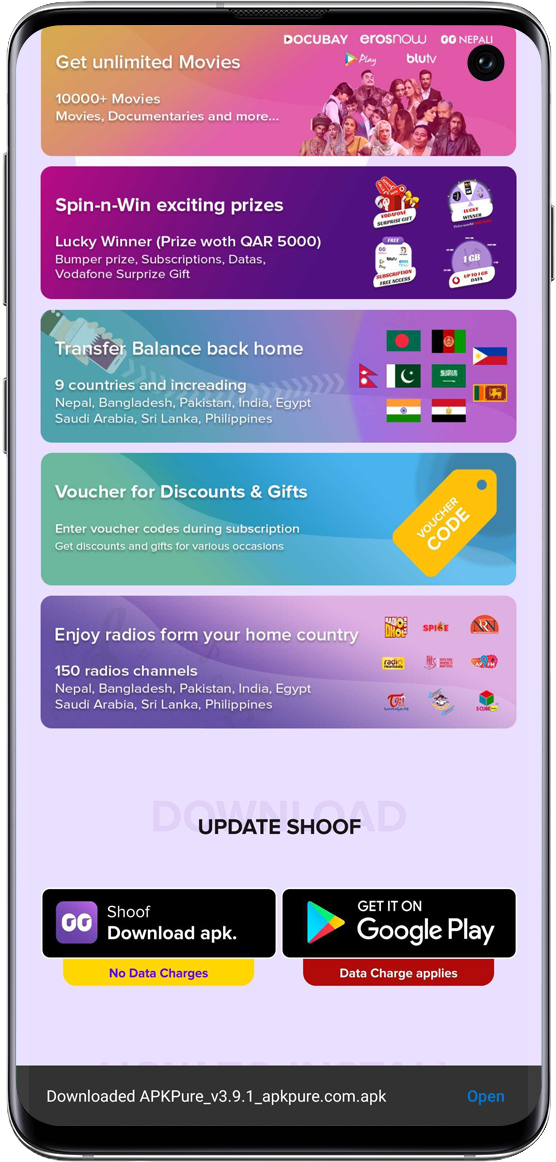 DOCUBAY erosnow NEPALI
Get unlimited Movies
Play blutv
10000+ Movies
Movies, Documentaries and more...
Spin-n-Win exciting prizes
VODAFONE
SURPRISE GIFT
LUCKY
WINNER
Lucky Winner (Prize woth QAR 5000)
Bumper prize, Subscriptions, Datas,
Vodafone Surprize Gift
FREE
SUBSCRIPTION
FREE ACCESS
1 GB
UP TO 1 GB
DATA
Transfer Balance back home
9 countries and increading
Nepal, Bangladesh, Pakistan, India, Egypt
Saudi Arabia, Sri Lanka, Philippines
Voucher for Discounts & Gifts
Enter voucher codes during subscription
Get discounts and gifts for various occasions
VOUCHER
CODE
Enjoy radios form your home country
150 radios channels
Nepal, Bangladesh, Pakistan, India, Egypt
Saudi Arabia, Sri Lanka, Philippines
DOWNLOAD
UPDATE SHOOF
Shoof
Download apk.
No Data Charges
GET IT ON
Google Play
Data Charge applies
HOW TO INSTALL
Downloaded APKPure_v3.9.1_apkpure.com.apk
Open